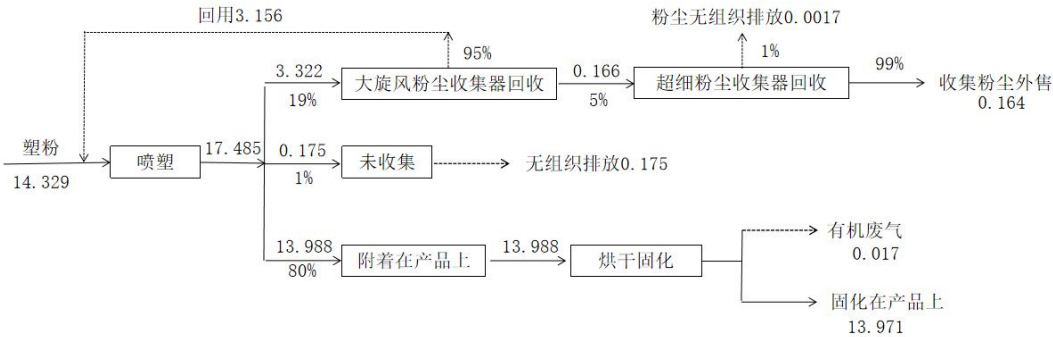 回用3.156
粉尘无组织排放0.0017
95%
1%
3.322
大旋风粉尘收集器回收
0.166
超细粉尘收集器回收
99%
收集粉尘外售
0.164
19%
5%
塑粉
14.329
喷塑
17.485
0.175
1%
未收集
无组织排放0.175
13.988
80%
附着在产品上
13.988
烘干固化
有机废气
0.017
固化在产品上
13.971